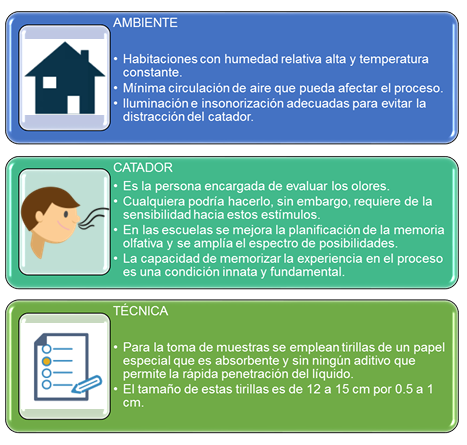 AMBIENTE
• Habitaciones con humedad relativa alta y temperatura
constante.
• Mínima circulación de aire que pueda afectar el proceso.
• Iluminación e insonorización adecuadas para evitar la
distracción del catador.
CATADOR
• Es la persona encargada de evaluar los olores.
• Cualquiera podría hacerlo, sin embargo, requiere de la
sensibilidad hacia estos estímulos.
• En las escuelas se mejora la planificación de la memoria
olfativa y se amplía el espectro de posibilidades.
• La capacidad de memorizar la experiencia en el proceso
es una condición innata y fundamental.
TÉCNICA
• Para la toma de muestras se emplean tirillas de un papel
especial que es absorbente y sin ningún aditivo que
permite la rápida penetración del líquido.
• El tamaño de estas tirillas es de 12 a 15 cm por 0.5 a 1
cm.